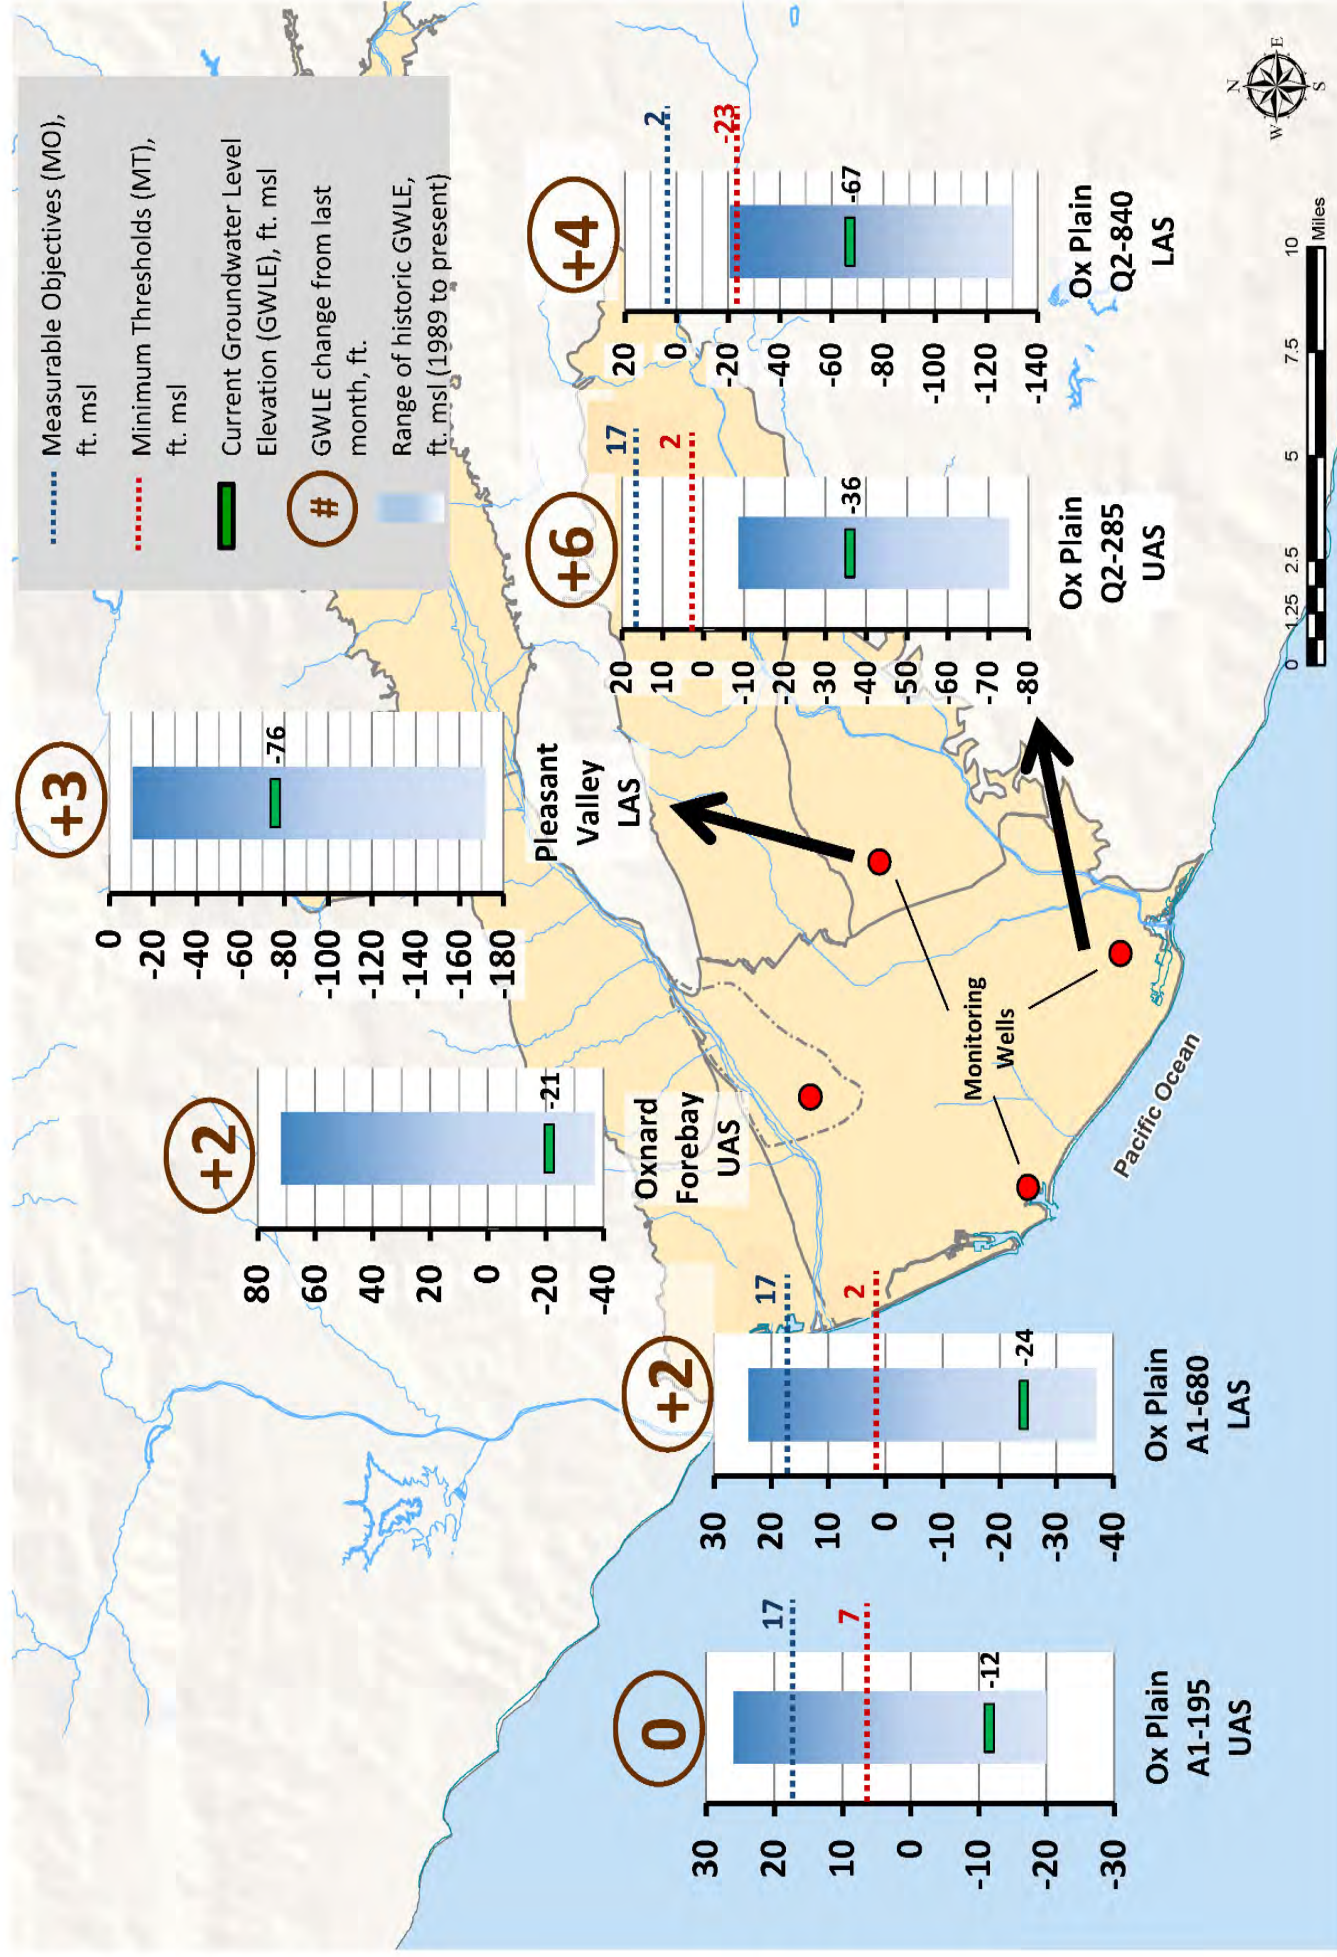 Measurable Objectives (MO),
ft. msl
Minimum Thresholds (MT),
ft. msl
Current Groundwater Level
Elevation (GWLE), ft. msl
#
GWLE change from last
month, ft.
Range of historic GWLE,
ft. msl (1989 to present)
0
30
20
10
0
-10
-20
-30
17
7
-12
Ox Plain
A1-195
UAS
+2
30
20
10
0
-10
-20
-30
-40
17
2
-24
Ox Plain
A1-680
LAS
+2
80
60
40
20
0
-20
-40
-21
Oxnard
Forebay
UAS
+3
0
-20
-40
-60
-80
-100
-120
-140
-160
-180
-76
Pleasant
Valley
LAS
+6
20
10
0
-10
-20
-30
-40
-50
-60
-70
-80
17
2
-36
Ox Plain
Q2-285
UAS
+4
20
0
-20
-40
-60
-80
-100
-120
-140
2
-23
-67
Ox Plain
Q2-840
LAS
Monitoring
Wells
Pacific Ocean
N
W
E
S
0 1.25 2.5 5 7.5 10
Miles